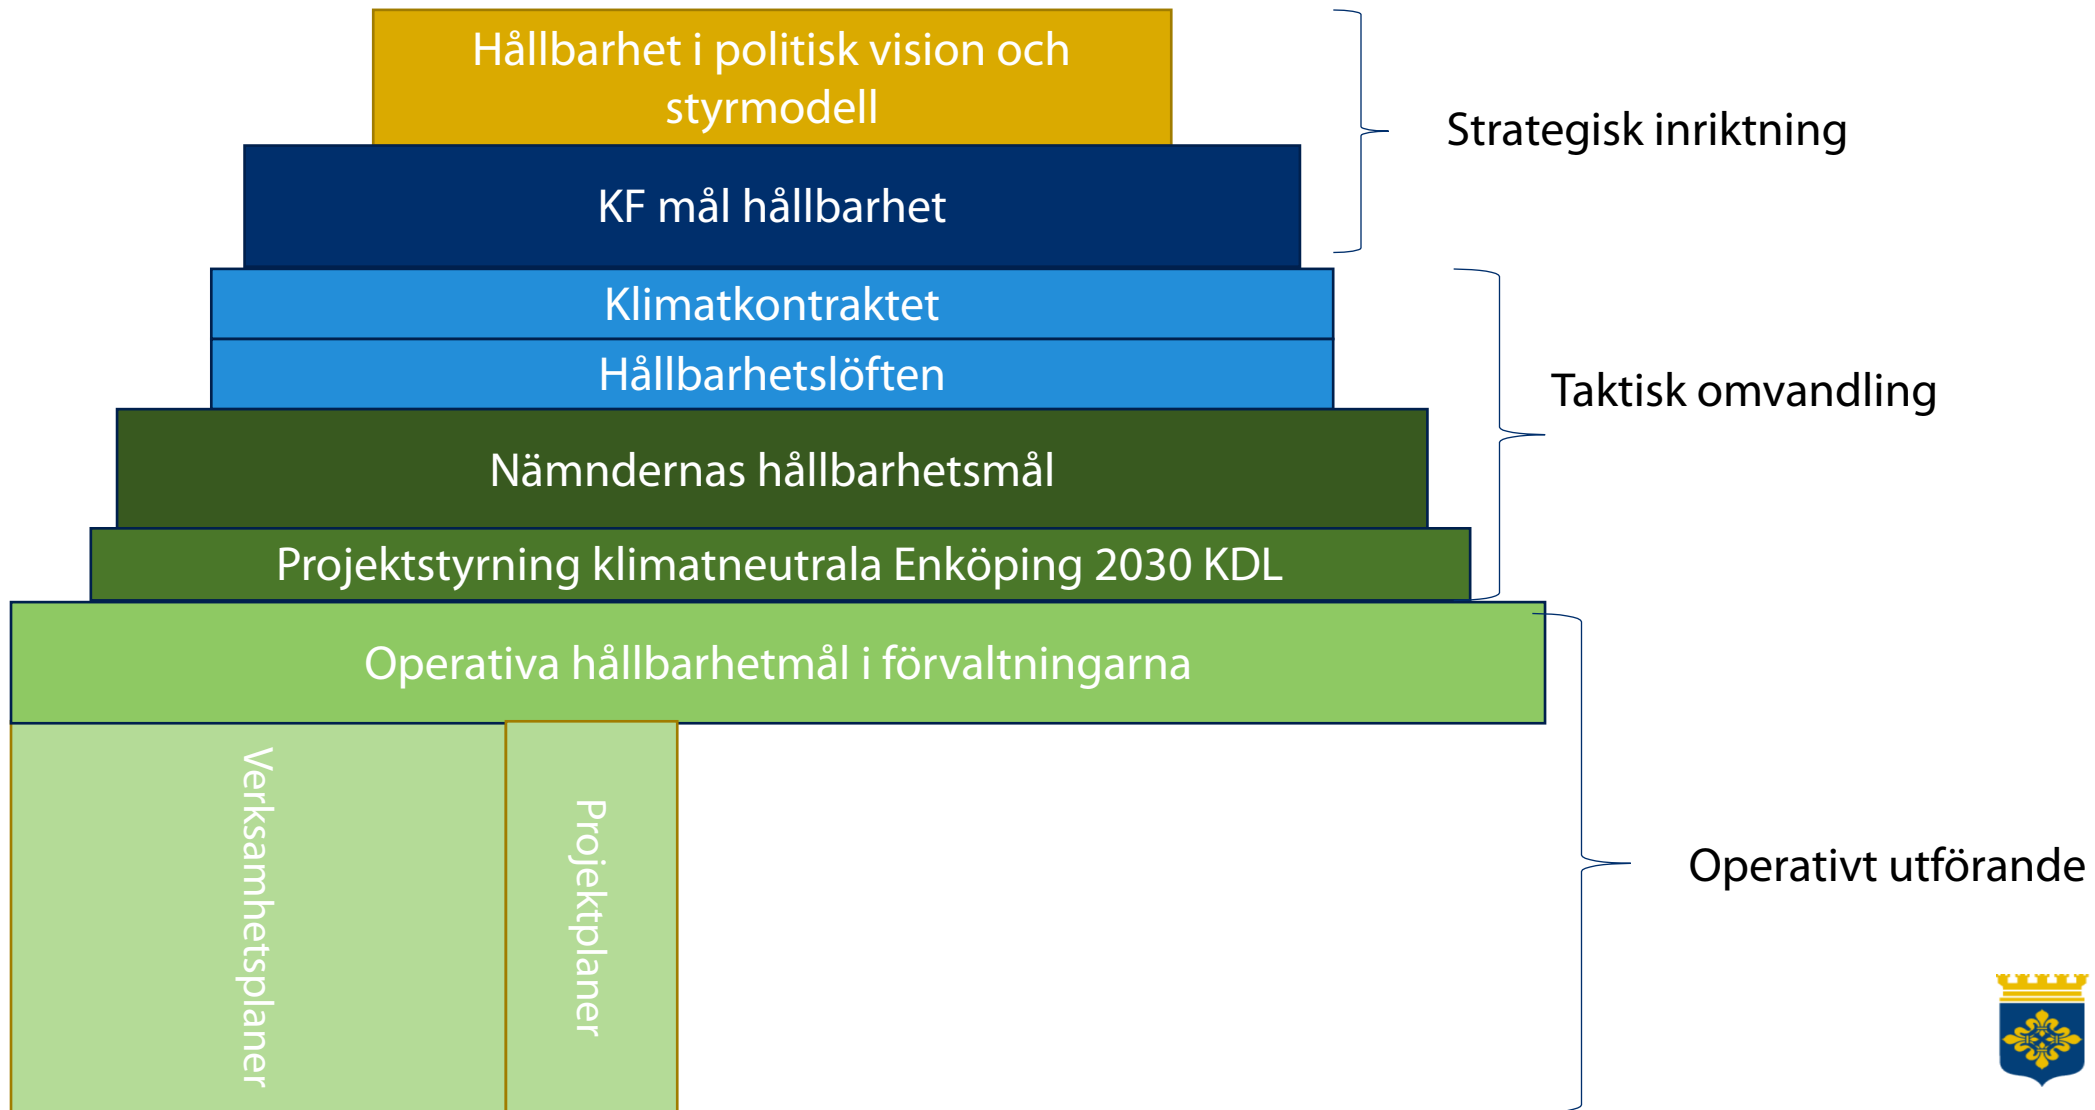 Hållbarhet i politisk vision och
styrmodell
Strategisk inriktning
KF mål hållbarhet
Klimatkontraktet
Hållbarhetslöften
Taktisk omvandling
Nämndernas hållbarhetsmål
Projektstyrning klimatneutrala Enköping 2030 KDL
Operativa hållbarhetmål i förvaltningarna
Verksamhetsplaner
Projektplaner
Operativt utförande